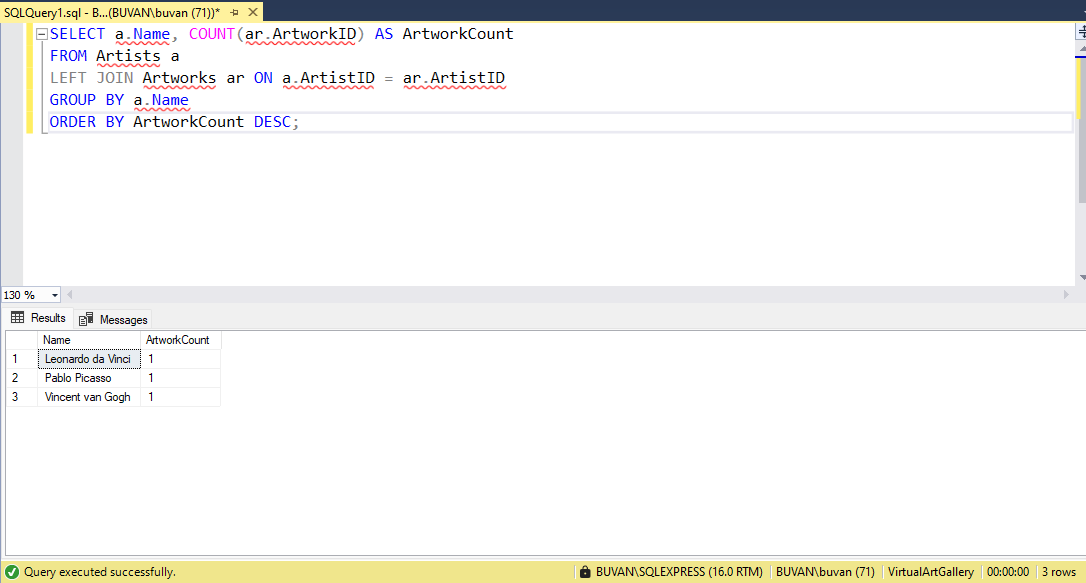 SQLQuery1.sql - B...(BUVAN\buvan (71))*
SELECT a.Name, COUNT(ar.ArtworkID) AS ArtworkCount
FROM Artists a
LEFT JOIN Artworks ar ON a.ArtistID = ar.ArtistID
GROUP BY a.Name
ORDER BY ArtworkCount DESC;
130 %
Results Messages
Name ArtworkCount
1 Leonardo da Vinci 1
2 Pablo Picasso 1
3 Vincent van Gogh 1
Query executed successfully. BUVAN\SQLEXPRESS (16.0 RTM) BUVAN\buvan (71) VirtualArtGallery 00:00:00 3 rows